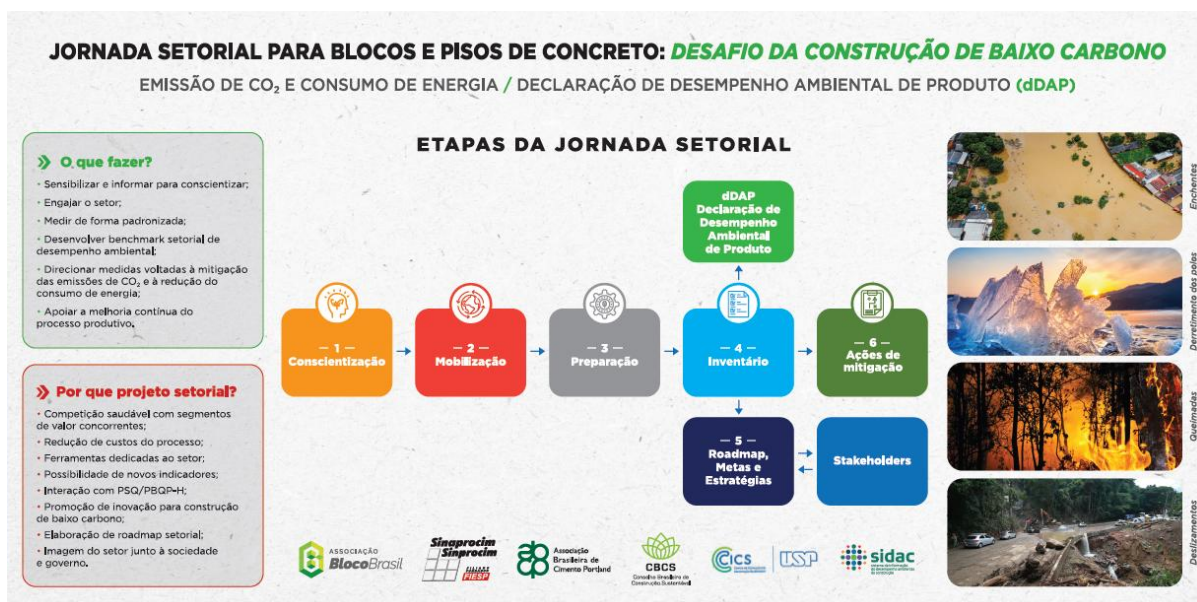 JORNADA SETORIAL PARA BLOCOS E PISOS DE CONCRETO: DESAFIO DA CONSTRUÇÃO DE BAIXO CARBONO
EMISSÃO DE CO₂ E CONSUMO DE ENERGIA / DECLARAÇÃO DE DESEMPENHO AMBIENTAL DE PRODUTO (dDAP)
O que fazer?
• Sensibilizar e informar para conscientizar;
• Engajar o setor;
• Medir de forma padronizada;
• Desenvolver benchmark setorial de
desempenho ambiental;
• Direcionar medidas voltadas à mitigação
das emissões de CO₂ e à redução do
consumo de energia;
• Apoiar a melhoria contínua do
processo produtivo.
Por que projeto setorial?
• Competição saudável com segmentos
de valor concorrentes;
• Redução de custos do processo;
• Ferramentas dedicadas ao setor;
• Possibilidade de novos indicadores;
• Interação com PSQ/PBQP-H;
• Promoção de inovação para construção
de baixo carbono;
• Elaboração de roadmap setorial;
• Imagem do setor junto à sociedade
e governo.
ETAPAS DA JORNADA SETORIAL
dDAP
Declaração de
Desempenho
Ambiental
de Produto
1
Conscientização
2
Mobilização
3
Preparação
4
Inventário
6
Ações de
mitigação
5
Roadmap,
Metas e
Estratégias
Stakeholders
Enchentes
Derretimento dos polos
Queimadas
Deslizamentos
ASSOCIAÇÃO
BlocoBrasil
Sinaprocim
Sinprocim
FIESP
Associação
Brasileira de
Cimento Portland
CBCS
Conselho Brasileiro de
Construção Sustentável
CICS
USP
sidac